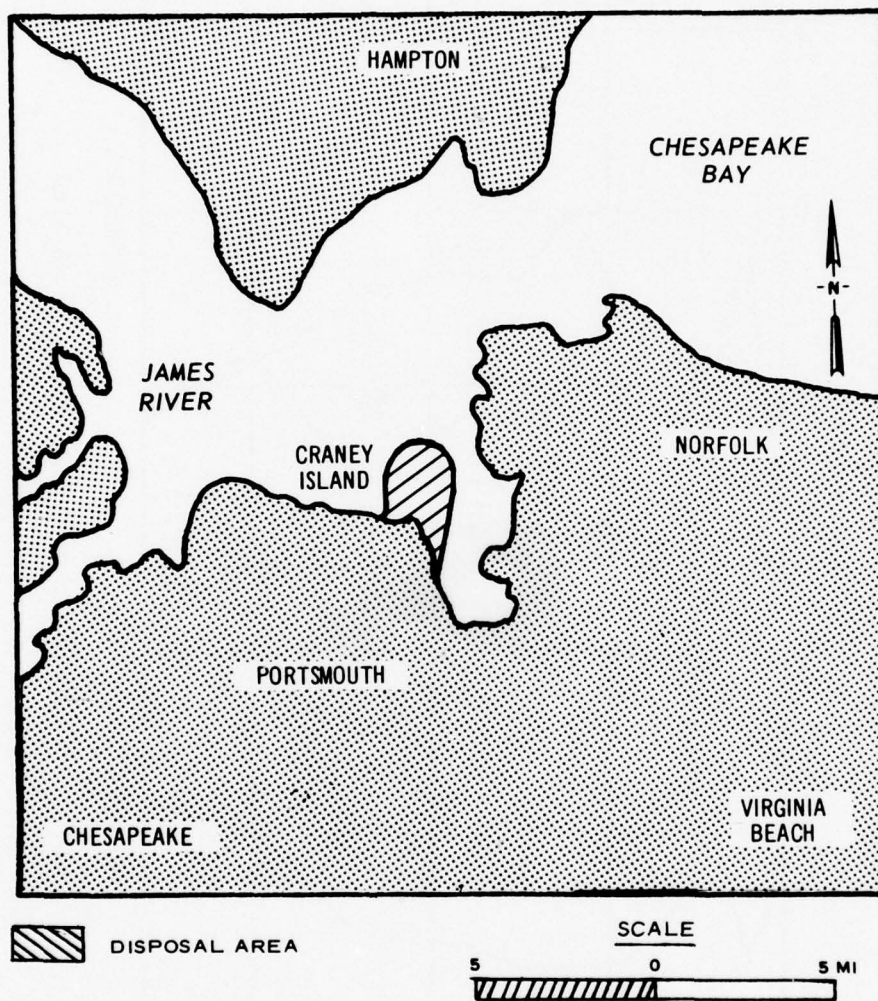 HAMPTON
CHESAPEAKE
BAY
-N-
JAMES
RIVER
CRANEY
ISLAND
NORFOLK
PORTSMOUTH
CHESAPEAKE
VIRGINIA
BEACH
DISPOSAL AREA
SCALE
5 0 5 MI